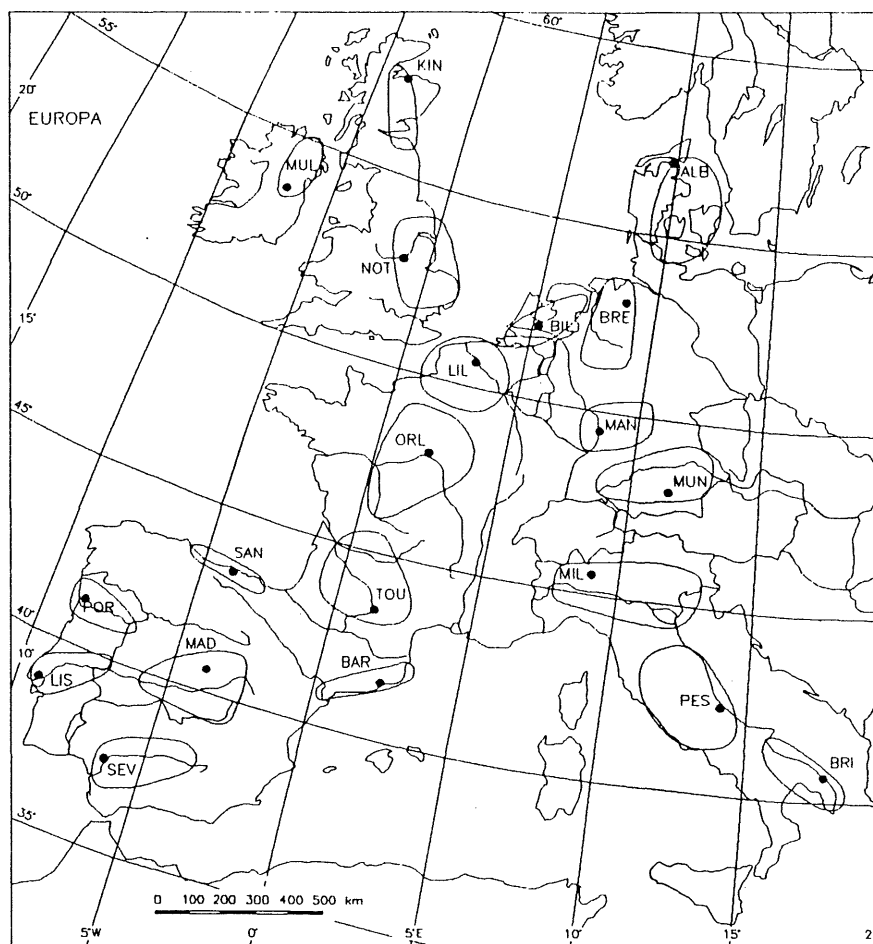 55°
60°
KIN
20°
EUROPA
MUL
ALB
50°
NOT
BRE
BIL
15°
LIL
45°
MAN
ORL
MUN
SAN
MIL
TOU
POR
40°
MAD
BAR
10°
LIS
PES
SEV
BRI
35°
0 100 200 300 400 500 km
5°W
0°
5°E
10°
15°
2